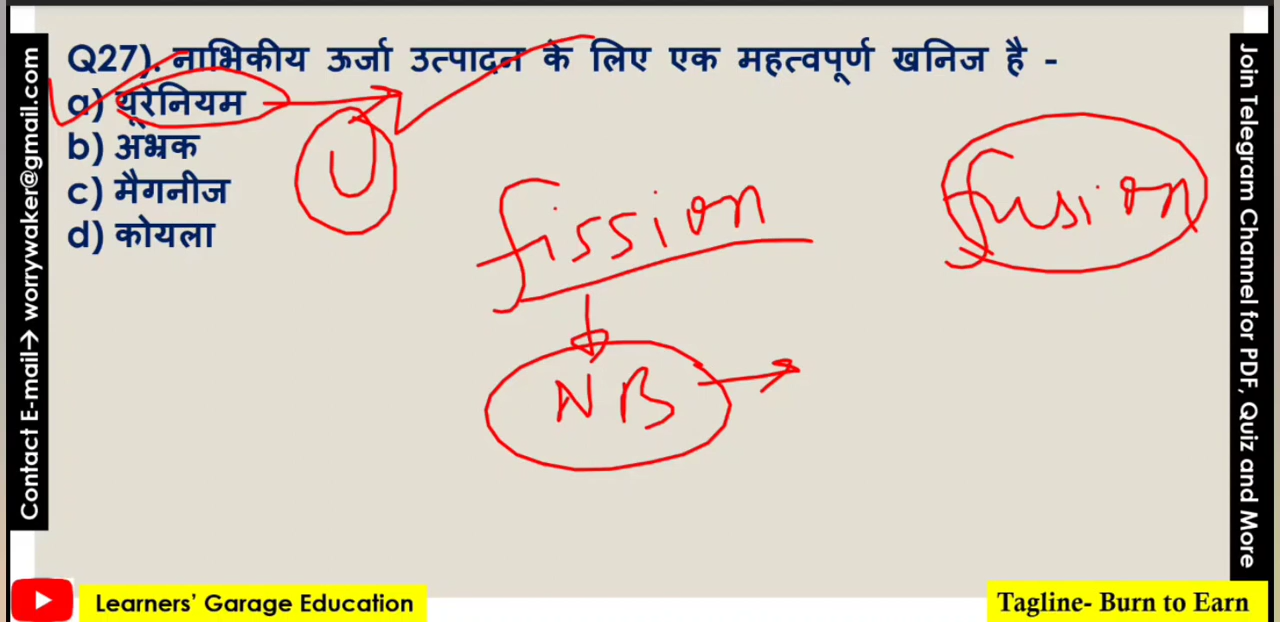 Q27). नाभिकीय ऊर्जा उत्पादन के लिए एक महत्वपूर्ण खनिज है -
a) यूरेनियम
b) अभ्रक
c) मैगनीज
d) कोयला
U
fission
fusion
NB
Contact E-mail→ worrywaker@gmail.com
Join Telegram Channel for PDF, Quiz and More
Learners' Garage Education
Tagline- Burn to Earn